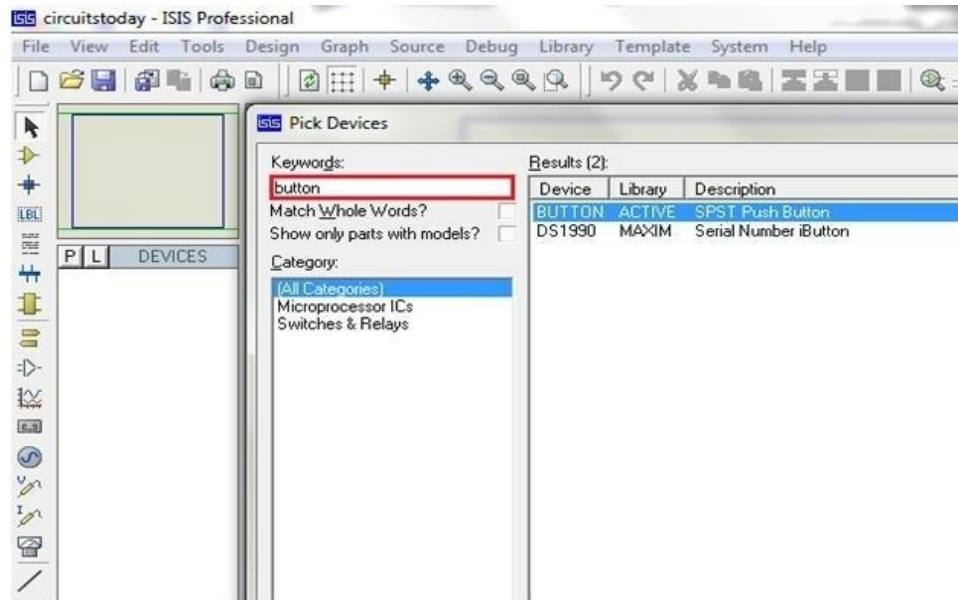 isis circuitstoday - ISIS Professional
File View Edit Tools Design Graph Source Debug Library Template System Help
isis Pick Devices
Keywords:
button
Match Whole Words?
Show only parts with models?
Category:
(All Categories)
Microprocessor ICs
Switches & Relays
Results (2):
Device Library Description
BUTTON ACTIVE SPST Push Button
DS1990 MAXIM Serial Number iButton
LBL
P L DEVICES
V
I